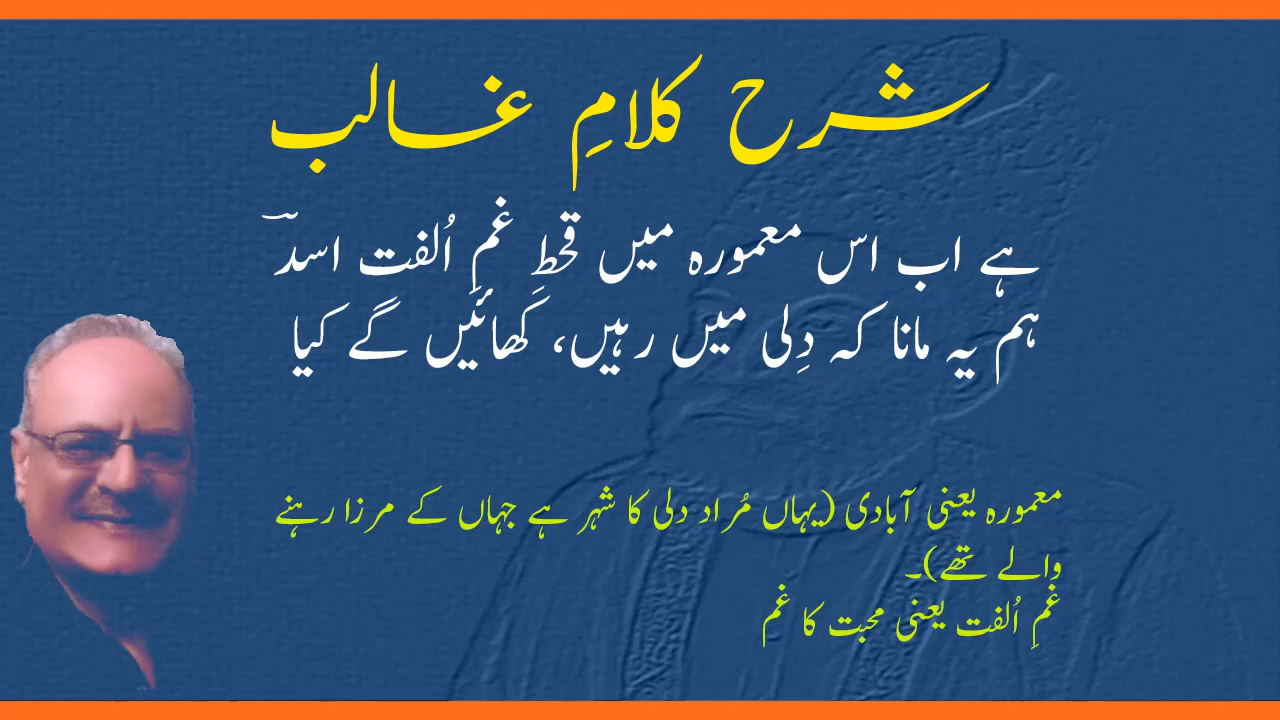 شرح کلامِ غالب
ہے اب اس معمورہ میں قحطِ غمِ اُلفت اسدؔ
ہم یہ مانا کہ دِلی میں رہیں، کھائیں گے کیا
معمورہ یعنی آبادی (یہاں مُراد دلی کا شہر ہے جہاں کے مرزا رہنے
والے تھے)۔
غمِ اُلفت یعنی محبت کا غم